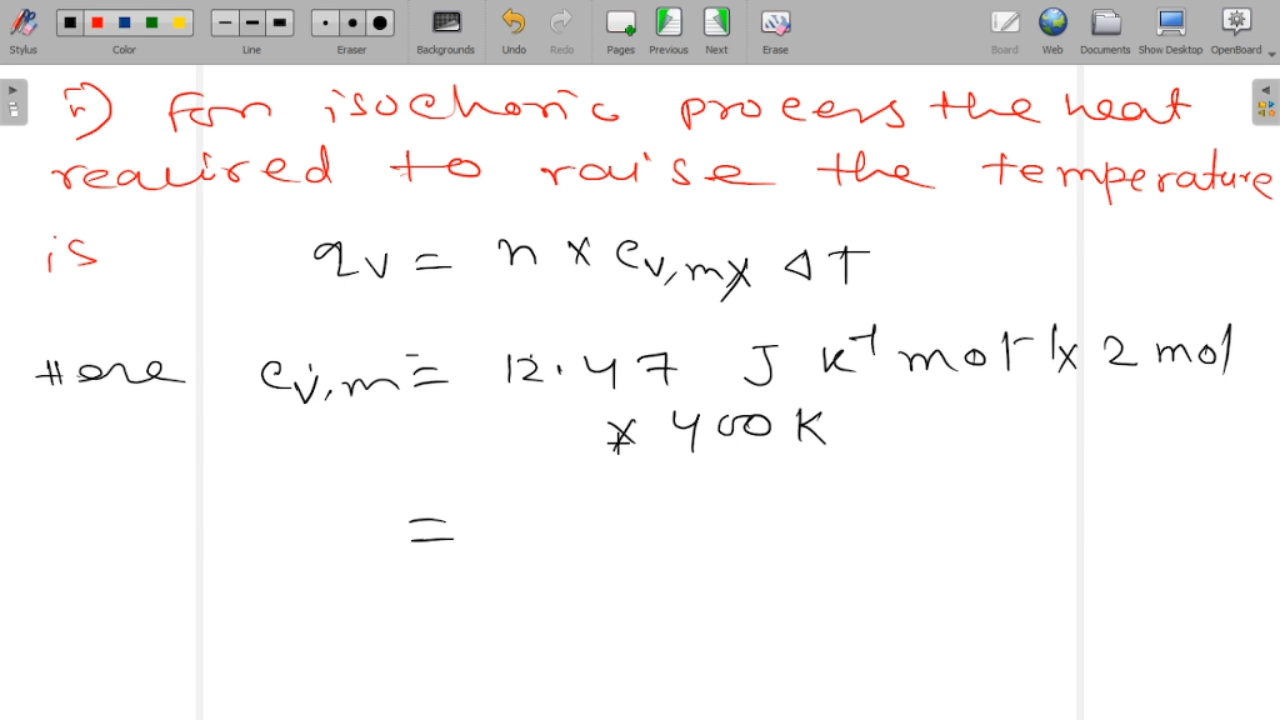 Stylus Color Line Eraser Backgrounds Undo Redo Pages Previous Next Erase Board Web Documents Show Desktop OpenBoard
ii) For isochoric process the heat
required to raise the temperature
is qv = n × Cv,m × ΔT
Here Cv,m = 12.47 J K⁻¹ mol⁻¹ × 2 mol
× 400 K
=